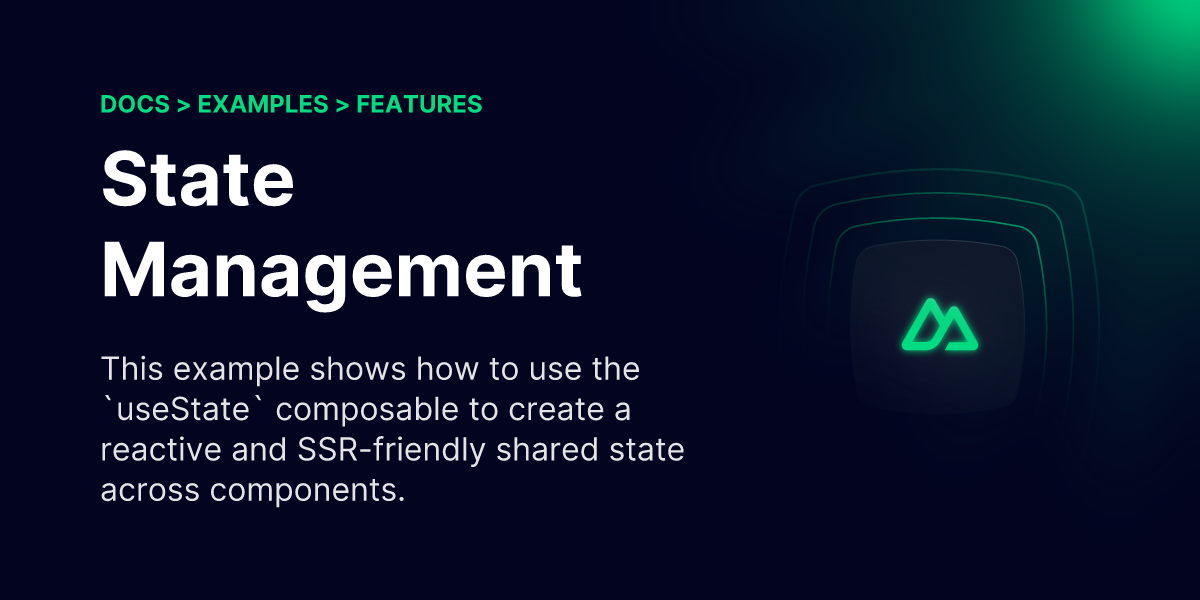 DOCS > EXAMPLES > FEATURES
State
Management
This example shows how to use the
`useState` composable to create a
reactive and SSR-friendly shared state
across components.